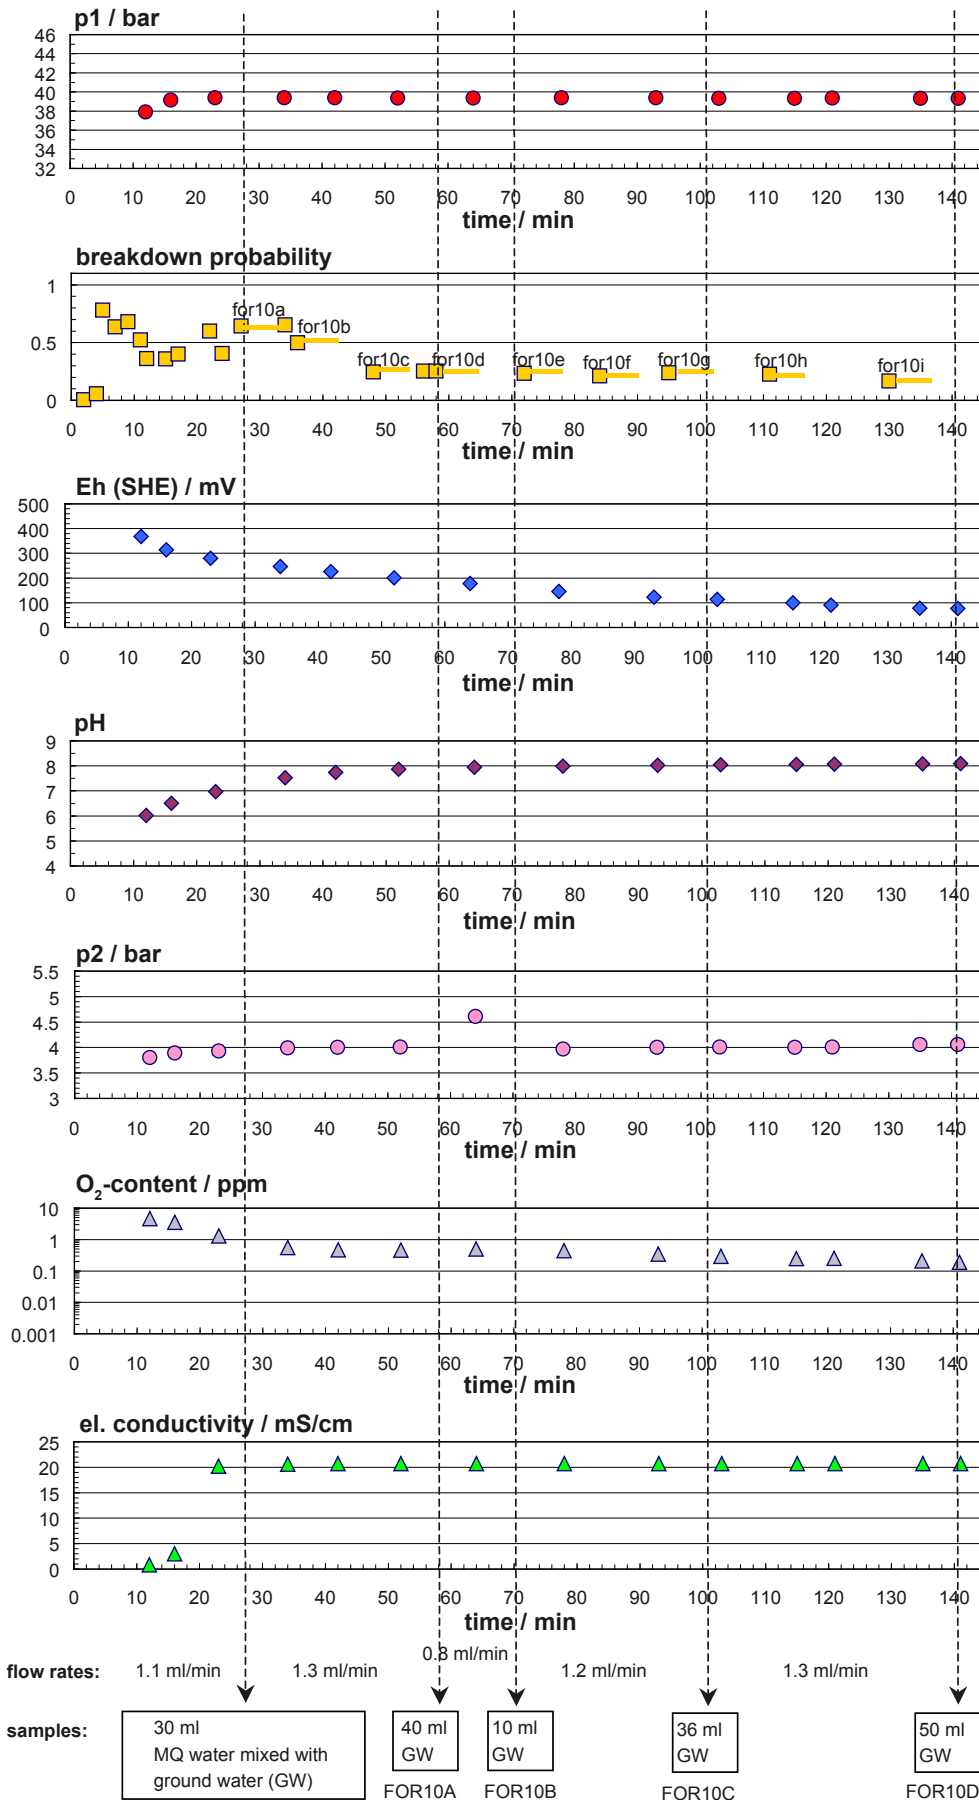 p1 / bar
46
44
42
40
38
36
34
32
0 10 20 30 40 50 60 70 80 90 100 110 120 130 140
time / min
breakdown probability
1
0.5
0
for10a
for10b
for10c for10d for10e for10f for10g for10h for10i
0 10 20 30 40 50 60 70 80 90 100 110 120 130 140
time / min
Eh (SHE) / mV
500
400
300
200
100
0
0 10 20 30 40 50 60 70 80 90 100 110 120 130 140
time / min
pH
9
8
7
6
5
4
0 10 20 30 40 50 60 70 80 90 100 110 120 130 140
time / min
p2 / bar
5.5
5
4.5
4
3.5
3
0 10 20 30 40 50 60 70 80 90 100 110 120 130 140
time / min
O₂-content / ppm
10
1
0.1
0.01
0.001
0 10 20 30 40 50 60 70 80 90 100 110 120 130 140
time / min
el. conductivity / mS/cm
25
20
15
10
5
0
0 10 20 30 40 50 60 70 80 90 100 110 120 130 140
time / min
flow rates: 1.1 ml/min 1.3 ml/min 0.8 ml/min 1.2 ml/min 1.3 ml/min
samples:
30 ml
MQ water mixed with
ground water (GW)
40 ml
GW
FOR10A
10 ml
GW
FOR10B
36 ml
GW
FOR10C
50 ml
GW
FOR10D